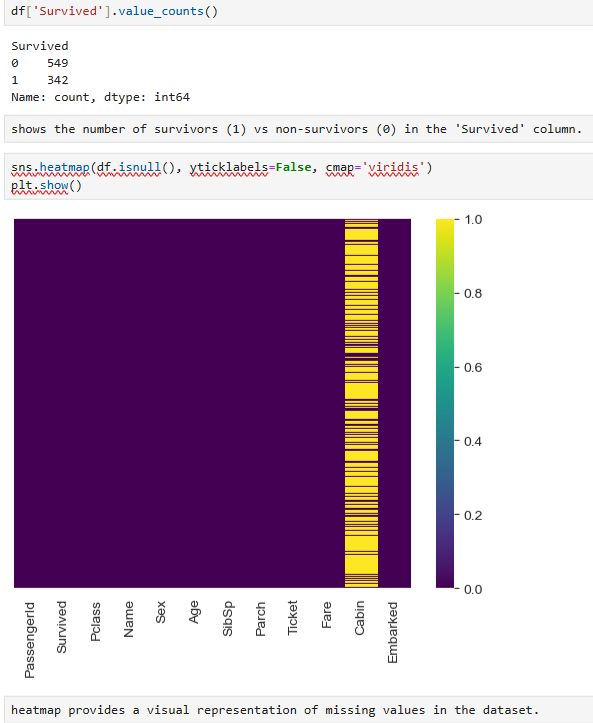 df['Survived'].value_counts()
Survived
0    549
1    342
Name: count, dtype: int64
shows the number of survivors (1) vs non-survivors (0) in the 'Survived' column.
sns.heatmap(df.isnull(), yticklabels=False, cmap='viridis')
plt.show()
1.0
0.8
0.6
0.4
0.2
0.0
PassengerId
Survived
Pclass
Name
Sex
Age
SibSp
Parch
Ticket
Fare
Cabin
Embarked
heatmap provides a visual representation of missing values in the dataset.